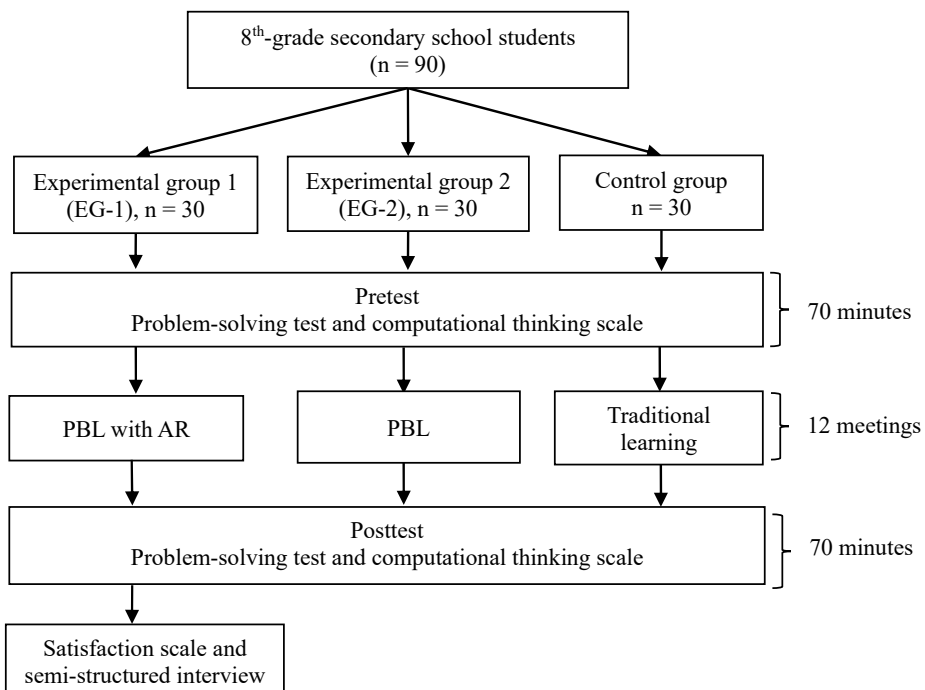 8th-grade secondary school students
(n = 90)
Experimental group 1
(EG-1), n = 30
Experimental group 2
(EG-2), n = 30
Control group
n = 30
Pretest
Problem-solving test and computational thinking scale
70 minutes
PBL with AR
PBL
Traditional
learning
12 meetings
Posttest
Problem-solving test and computational thinking scale
70 minutes
Satisfaction scale and
semi-structured interview